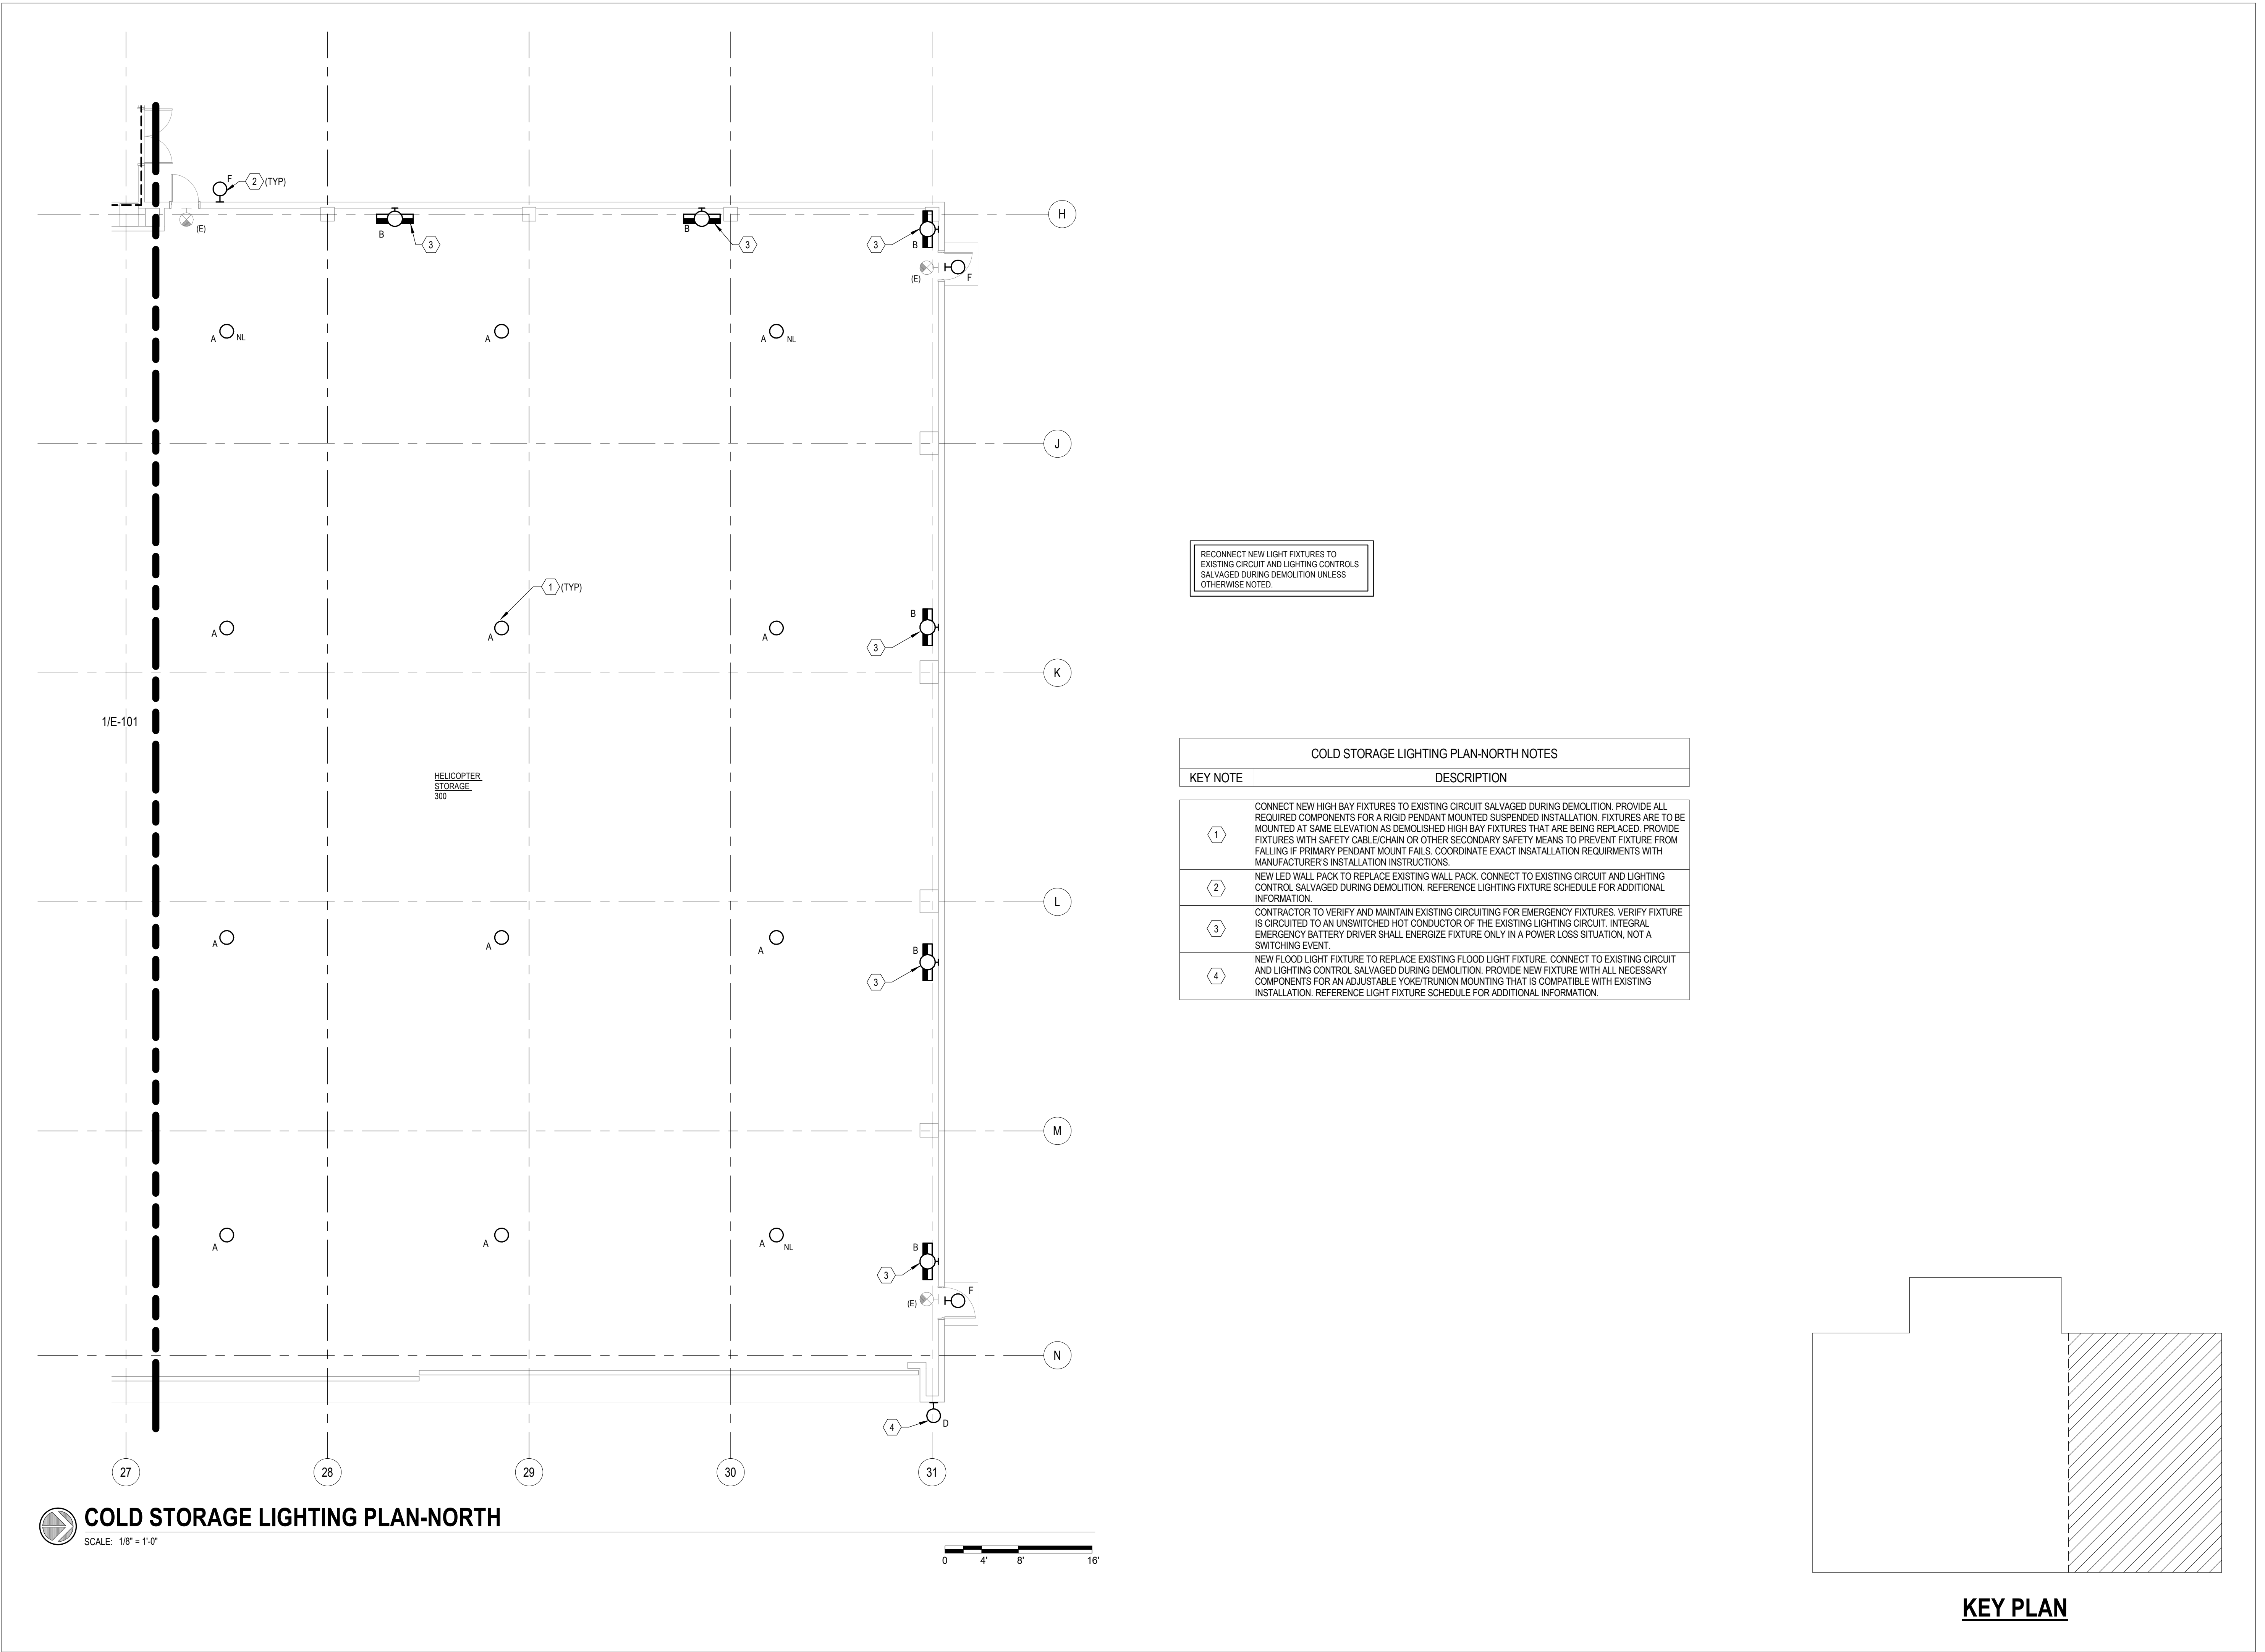 F
2 (TYP)
H
(E)
B
3
B
3
3
B
(E)
F
A
NL
A
A
NL
J
RECONNECT NEW LIGHT FIXTURES TO
EXISTING CIRCUIT AND LIGHTING CONTROLS
SALVAGED DURING DEMOLITION UNLESS
OTHERWISE NOTED.
1 (TYP)
B
A
A
A
3
K
1/E-101
HELICOPTER
STORAGE
300
COLD STORAGE LIGHTING PLAN-NORTH NOTES
KEY NOTE
DESCRIPTION
1
CONNECT NEW HIGH BAY FIXTURES TO EXISTING CIRCUIT SALVAGED DURING DEMOLITION. PROVIDE ALL
REQUIRED COMPONENTS FOR A RIGID PENDANT MOUNTED SUSPENDED INSTALLATION. FIXTURES ARE TO BE
MOUNTED AT SAME ELEVATION AS DEMOLISHED HIGH BAY FIXTURES THAT ARE BEING REPLACED. PROVIDE
FIXTURES WITH SAFETY CABLE/CHAIN OR OTHER SECONDARY SAFETY MEANS TO PREVENT FIXTURE FROM
FALLING IF PRIMARY PENDANT MOUNT FAILS. COORDINATE EXACT INSATALLATION REQUIRMENTS WITH
MANUFACTURER'S INSTALLATION INSTRUCTIONS.
2
NEW LED WALL PACK TO REPLACE EXISTING WALL PACK. CONNECT TO EXISTING CIRCUIT AND LIGHTING
CONTROL SALVAGED DURING DEMOLITION. REFERENCE LIGHTING FIXTURE SCHEDULE FOR ADDITIONAL
INFORMATION.
3
CONTRACTOR TO VERIFY AND MAINTAIN EXISTING CIRCUITING FOR EMERGENCY FIXTURES. VERIFY FIXTURE
IS CIRCUITED TO AN UNSWITCHED HOT CONDUCTOR OF THE EXISTING LIGHTING CIRCUIT. INTEGRAL
EMERGENCY BATTERY DRIVER SHALL ENERGIZE FIXTURE ONLY IN A POWER LOSS SITUATION, NOT A
SWITCHING EVENT.
4
NEW FLOOD LIGHT FIXTURE TO REPLACE EXISTING FLOOD LIGHT FIXTURE. CONNECT TO EXISTING CIRCUIT
AND LIGHTING CONTROL SALVAGED DURING DEMOLITION. PROVIDE NEW FIXTURE WITH ALL NECESSARY
COMPONENTS FOR AN ADJUSTABLE YOKE/TRUNION MOUNTING THAT IS COMPATIBLE WITH EXISTING
INSTALLATION. REFERENCE LIGHT FIXTURE SCHEDULE FOR ADDITIONAL INFORMATION.
L
A
A
A
B
3
M
A
A
A
NL
B
3
F
(E)
N
4
D
27
28
29
30
31
COLD STORAGE LIGHTING PLAN-NORTH
SCALE: 1/8" = 1'-0"
0 4' 8' 16'
KEY PLAN